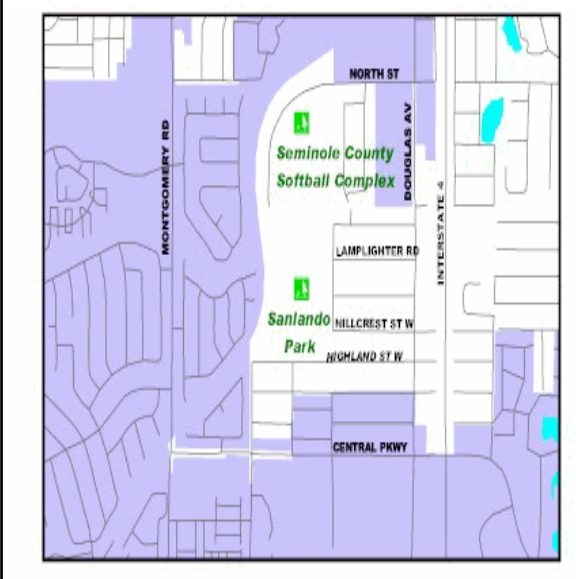 NORTH ST
MONTGOMERY RD
DOUGLAS AV
Seminole County
Softball Complex
INTERSTATE 4
LAMPLIGHTER RD
Sanlando
Park
HILLCREST ST W
HIGHLAND ST W
CENTRAL PKWY